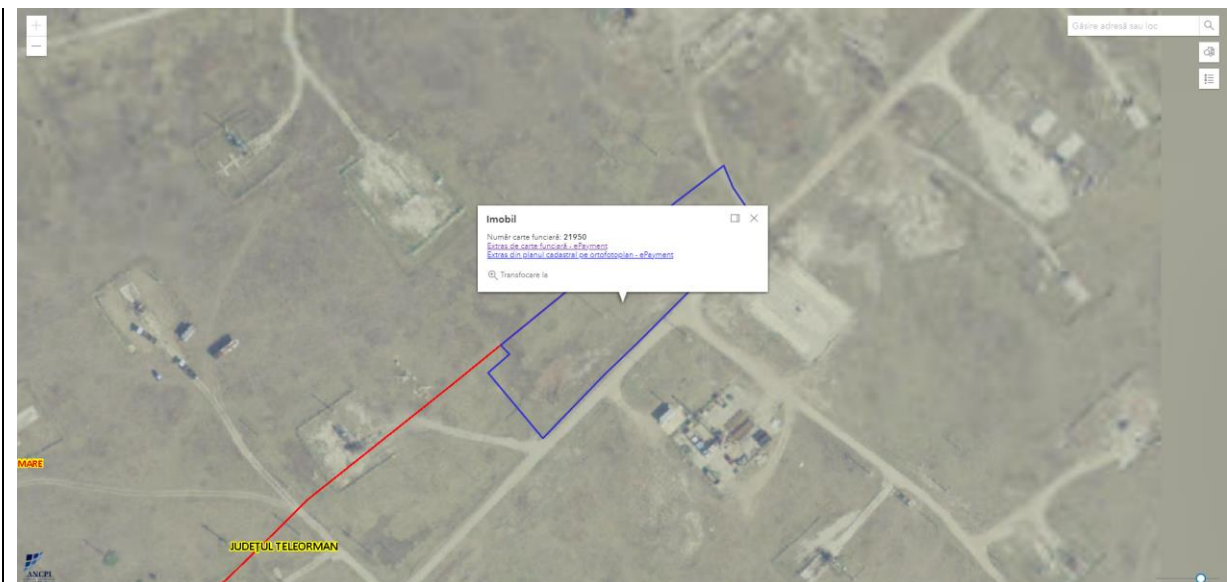 +
Găsire adresă sau loc
−
Imobil
Număr carte funciară: 21950
Extras de carte funciară - ePayment
Extras din planul cadastral pe ortofotoplan - ePayment
Transfocare la
MARE
JUDEȚUL TELEORMAN
ANCPI